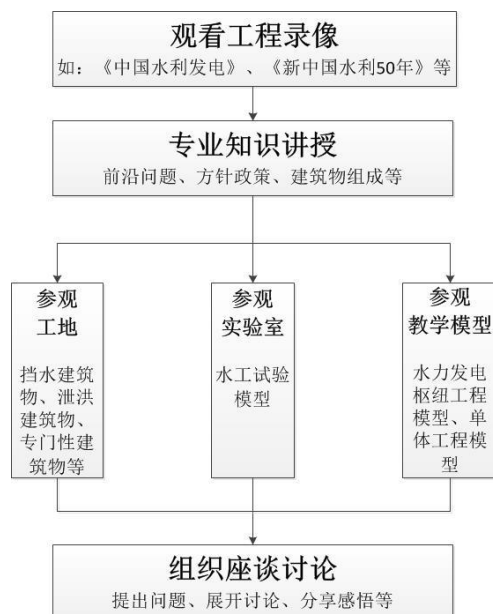 观看工程录像
如：《中国水利发电》、《新中国水利50年》等
专业知识讲授
前沿问题、方针政策、建筑物组成等
参观
工地
挡水建筑
物、泄洪
建筑物、
专门性建
筑物等
参观
实验室
水工试验
模型
参观
教学模型
水力发电
枢纽工程
模型、单
体工程模
型
组织座谈讨论
提出问题、展开讨论、分享感悟等